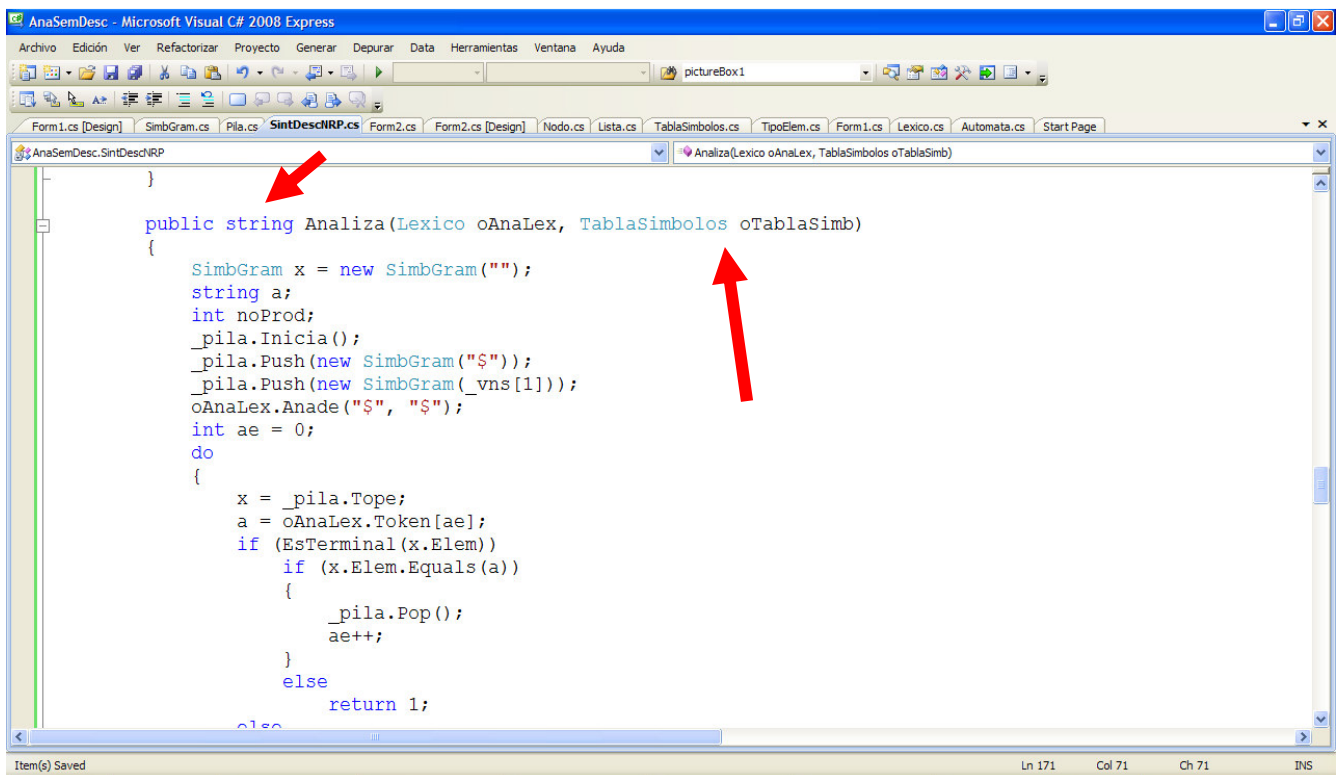 AnaSemDesc - Microsoft Visual C# 2008 Express
Archivo Edición Ver Refactorizar Proyecto Generar Depurar Data Herramientas Ventana Ayuda
pictureBox1
Form1.cs [Design] SimbGram.cs Pila.cs SintDescNRP.cs Form2.cs Form2.cs [Design] Nodo.cs Lista.cs TablaSimbolos.cs TipoElem.cs Form1.cs Lexico.cs Automata.cs Start Page
AnaSemDesc.SintDescNRP Analiza(Lexico oAnaLex, TablaSimbolos oTablaSimb)
}
public string Analiza(Lexico oAnaLex, TablaSimbolos oTablaSimb)
{
SimbGram x = new SimbGram("");
string a;
int noProd;
_pila.Inicia();
_pila.Push(new SimbGram("$"));
_pila.Push(new SimbGram(_vns[1]));
oAnaLex.Anade("$", "$");
int ae = 0;
do
{
x = _pila.Tope;
a = oAnaLex.Token[ae];
if (EsTerminal(x.Elem))
if (x.Elem.Equals(a))
{
_pila.Pop();
ae++;
}
else
return 1;
else
Item(s) Saved Ln 171 Col 71 Ch 71 INS